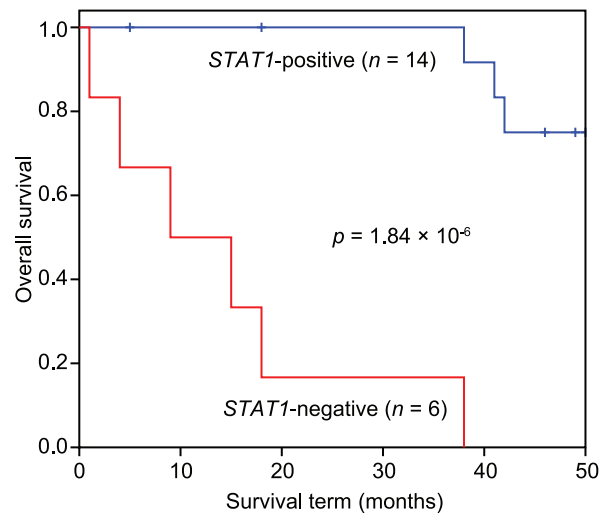 1.0
0.8
0.6
0.4
0.2
0.0
Overall survival
STAT1-positive (n = 14)
p = 1.84 × 10⁻⁶
STAT1-negative (n = 6)
0 10 20 30 40 50
Survival term (months)